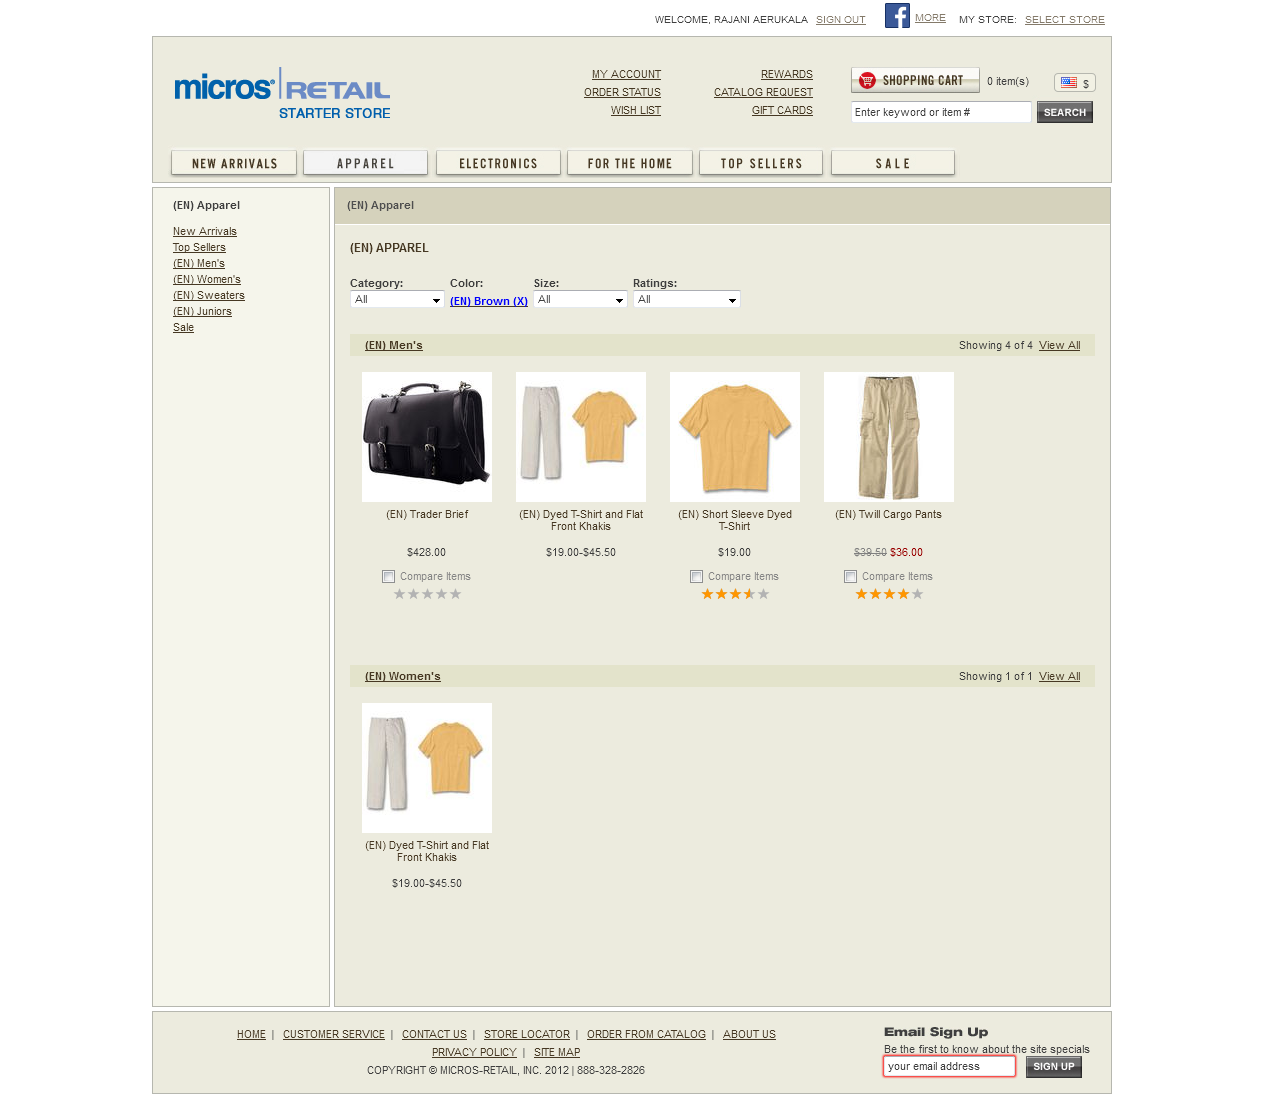 WELCOME, RAJANI AERUKALA SIGN OUT MORE MY STORE: SELECT STORE
micros RETAIL
STARTER STORE
MY ACCOUNT REWARDS
ORDER STATUS CATALOG REQUEST
WISH LIST GIFT CARDS
SHOPPING CART 0 item(s) $
Enter keyword or item # SEARCH
NEW ARRIVALS APPAREL ELECTRONICS FOR THE HOME TOP SELLERS SALE
(EN) Apparel
New Arrivals
Top Sellers
(EN) Men's
(EN) Women's
(EN) Sweaters
(EN) Juniors
Sale
(EN) Apparel
(EN) APPAREL
Category: Color: Size: Ratings:
All (EN) Brown (X) All All
(EN) Men's Showing 4 of 4 View All
(EN) Trader Brief
$428.00
Compare Items
(EN) Dyed T-Shirt and Flat
Front Khakis
$19.00-$45.50
(EN) Short Sleeve Dyed
T-Shirt
$19.00
Compare Items
(EN) Twill Cargo Pants
$39.50 $36.00
Compare Items
(EN) Women's Showing 1 of 1 View All
(EN) Dyed T-Shirt and Flat
Front Khakis
$19.00-$45.50
HOME | CUSTOMER SERVICE | CONTACT US | STORE LOCATOR | ORDER FROM CATALOG | ABOUT US
PRIVACY POLICY | SITE MAP
COPYRIGHT © MICROS-RETAIL, INC. 2012 | 888-328-2826
Email Sign Up
Be the first to know about the site specials
your email address SIGN UP